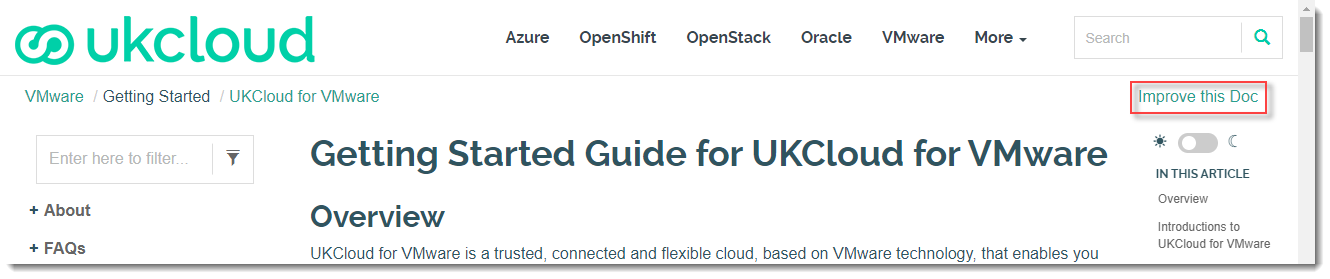 ukcloud
Azure OpenShift OpenStack Oracle VMware More
Search
VMware / Getting Started / UKCloud for VMware
Improve this Doc
Enter here to filter...
+ About
+ FAQs
Getting Started Guide for UKCloud for VMware
Overview
UKCloud for VMware is a trusted, connected and flexible cloud, based on VMware technology, that enables you
IN THIS ARTICLE
Overview
Introductions to
UKCloud for VMware